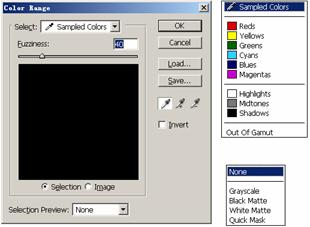 Color Range
Select: Sampled Colors
Fuzziness: 40
OK
Cancel
Load...
Save...
Invert
Selection Image
Selection Preview: None
Sampled Colors
Reds
Yellows
Greens
Cyans
Blues
Magentas
Highlights
Midtones
Shadows
Out Of Gamut
None
Grayscale
Black Matte
White Matte
Quick Mask